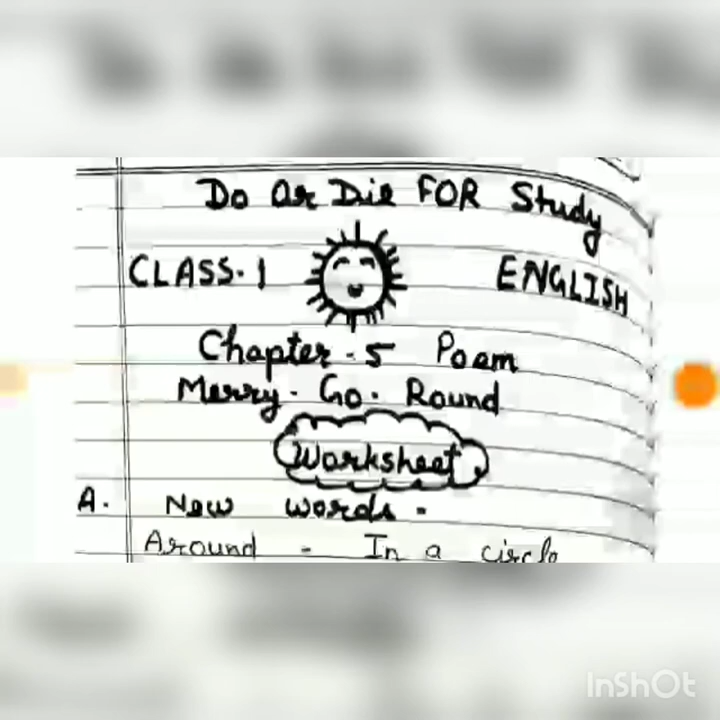 Do Or Die FOR Study
CLASS.1 ENGLISH
Chapter - 5 Poem
Merry - Go - Round
Worksheet
A. New words -
Around - In a circle
InShOt